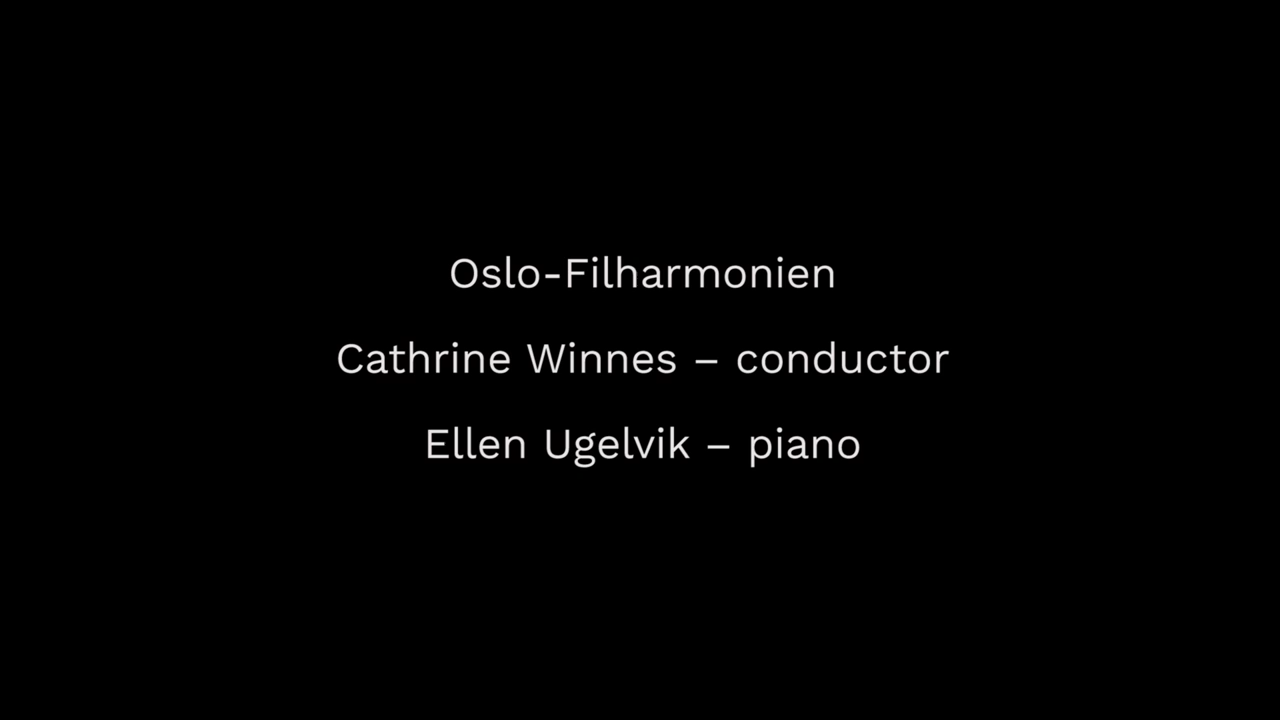 Oslo-Filharmonien
Cathrine Winnes – conductor
Ellen Ugelvik – piano